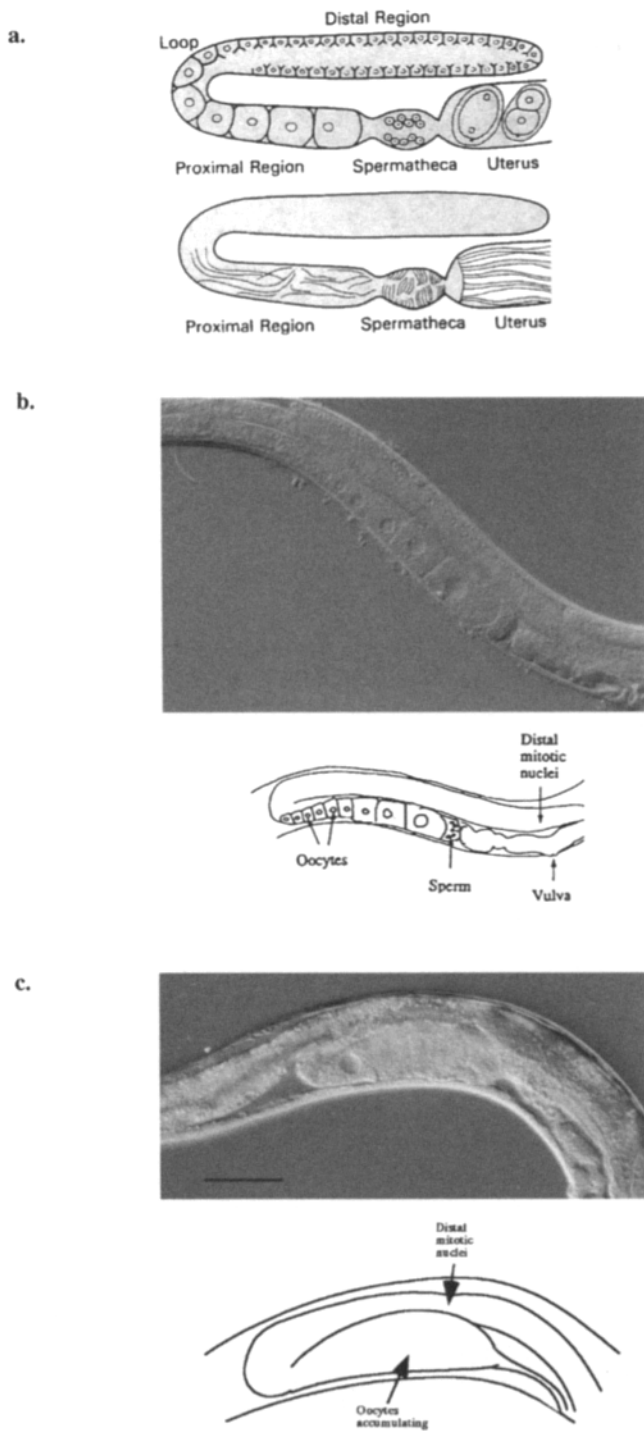 a.
Distal Region
Loop
Proximal Region Spermatheca Uterus
Proximal Region Spermatheca Uterus
b.
Distal
mitotic
nuclei
Oocytes
Sperm
Vulva
c.
Distal
mitotic
nuclei
Oocytes
accumulating